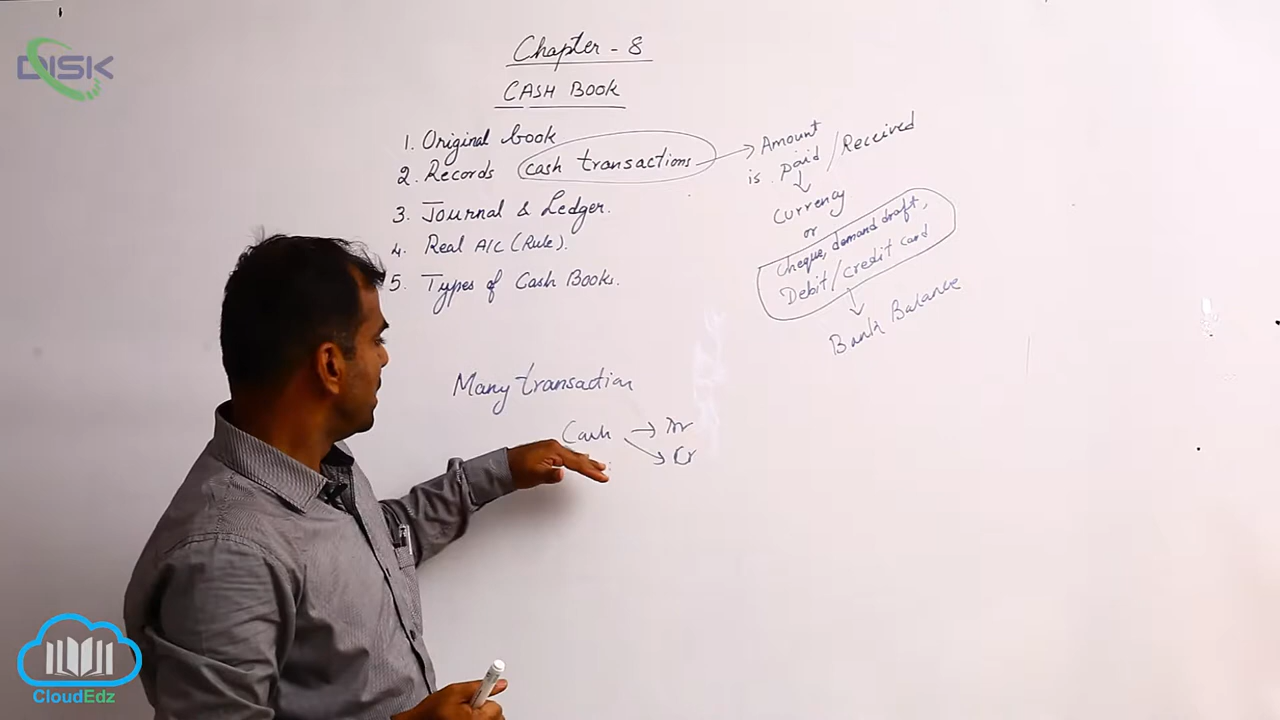 DISK
Chapter - 8
CASH BOOK
1. Original book
2. Records cash transactions
3. Journal & Ledger.
4. Real A/C (Rule).
5. Types of Cash Books.
Amount
is paid / Received
Currency
or
Cheque, demand draft,
Debit / credit card
Bank Balance
Many transaction
Cash → Dr
Cr
CloudEdz